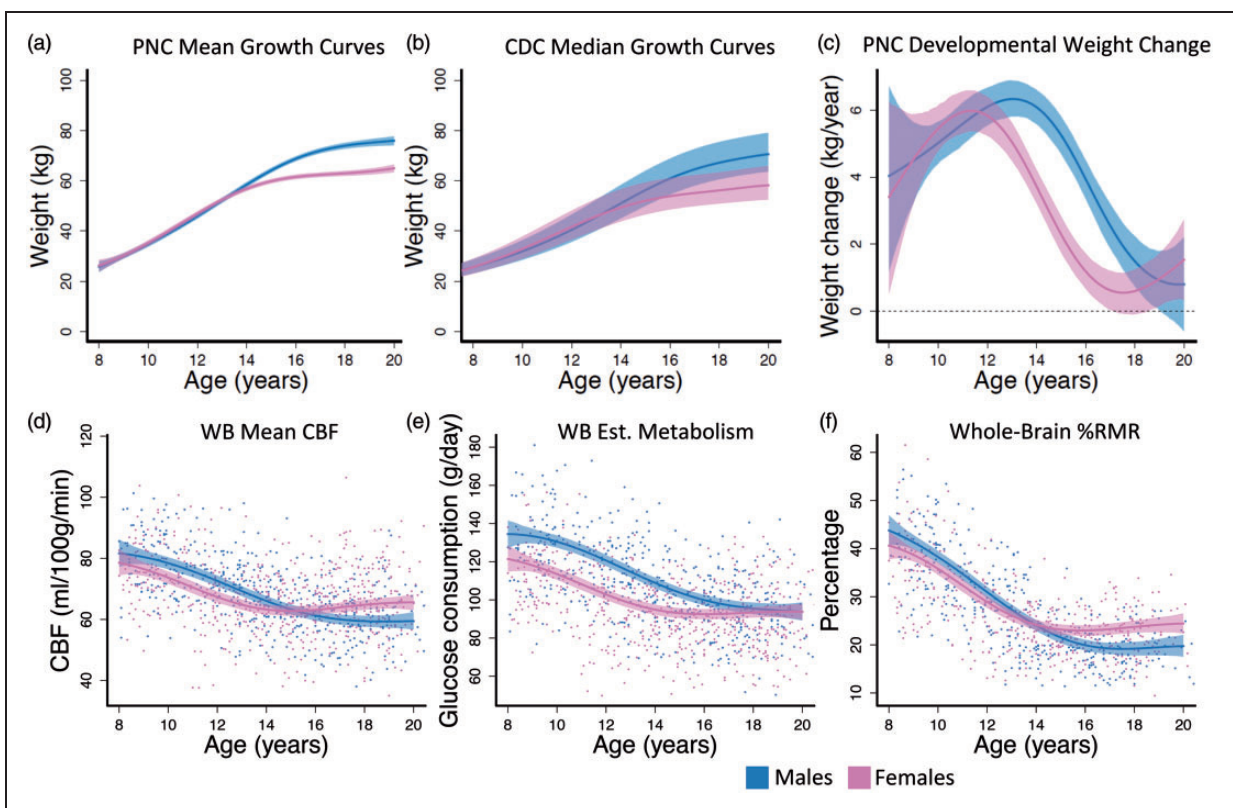 (a)
PNC Mean Growth Curves
Weight (kg)
0 20 40 60 80 100
8 10 12 14 16 18 20
Age (years)
(b)
CDC Median Growth Curves
Weight (kg)
0 20 40 60 80 100
8 10 12 14 16 18 20
Age (years)
(c)
PNC Developmental Weight Change
Weight change (kg/year)
0 2 4 6
8 10 12 14 16 18 20
Age (years)
(d)
WB Mean CBF
CBF (ml/100g/min)
40 60 80 100 120
8 10 12 14 16 18 20
Age (years)
(e)
WB Est. Metabolism
Glucose consumption (g/day)
60 80 100 120 140 160 180
8 10 12 14 16 18 20
Age (years)
(f)
Whole-Brain %RMR
Percentage
10 20 30 40 50 60
8 10 12 14 16 18 20
Age (years)
Males
Females